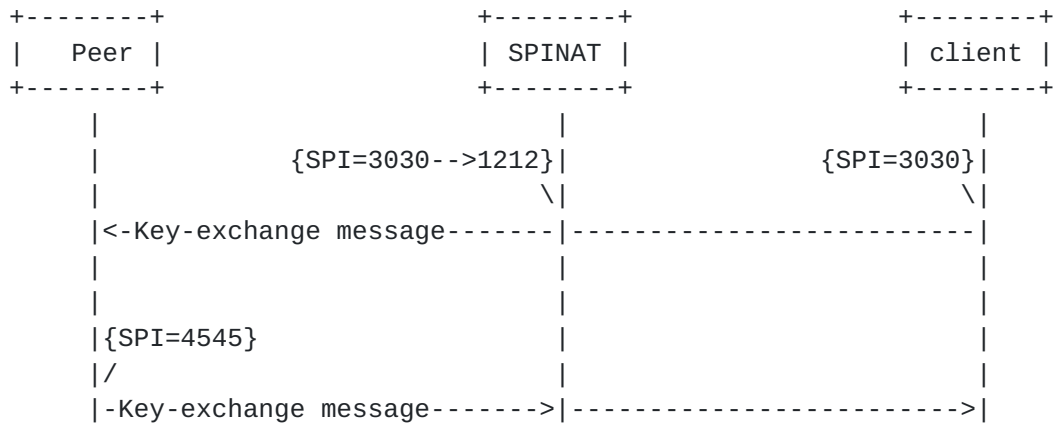 +--------+                    +--------+                 +--------+
|   Peer |                    | SPINAT |                 | client |
+--------+                    +--------+                 +--------+
     |                             |                          |
     |            {SPI=3030-->1212}|                {SPI=3030}|
     |                            \|                         \|
     |<-Key-exchange message-------|--------------------------|
     |                             |                          |
     |                             |                          |
     |{SPI=4545}                   |                          |
     |/                            |                          |
     |-Key-exchange message------->|------------------------->|